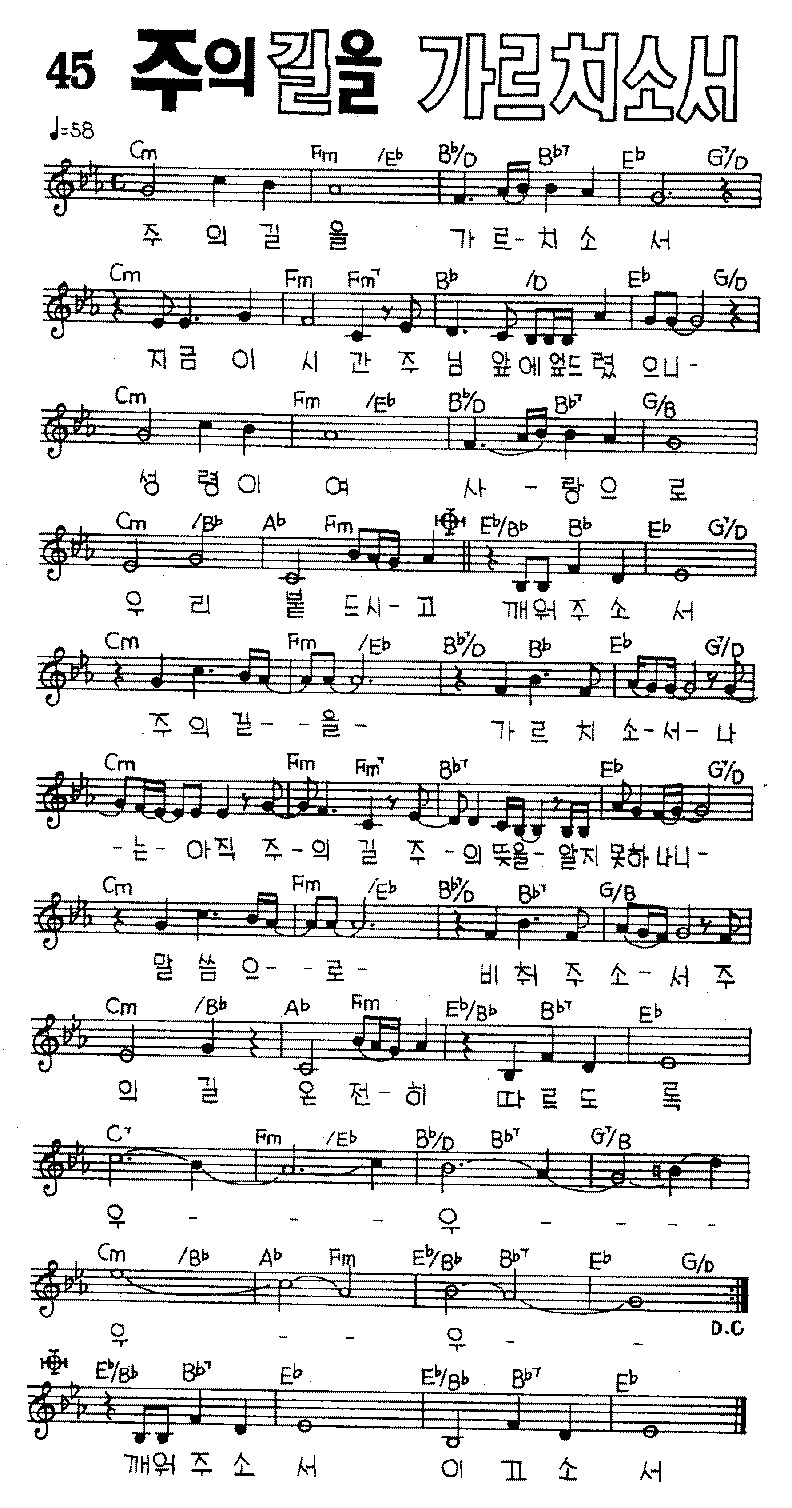 45 주의 길을 가르치소서
♩=58
Cm Fm /E♭ B♭/D B♭7 E♭ G7/D
주 의 길 을 가 르- 치 소 서
Cm Fm Fm7 B♭ /D E♭ G/D
지금 이 시 간 주 님 앞에엎드렸 으니-
Cm Fm /E♭ B♭/D B♭7 G/B
성 령이 여 사 - 랑으 로
Cm /B♭ A♭ Fm E♭/B♭ B♭ E♭ G7/D
우 리 붙 드시-고 깨워주 소 서
Cm Fm /E♭ B♭7/D B♭ E♭ G7/D
주 의 길- -을- 가 르 치 소-서- 나
Cm Fm Fm7 B♭7 E♭ G7/D
-는- 아직 주-의 길 주 -의뜻을- 알지 못하나니-
Cm Fm /E♭ B♭7/D B♭7 G/B
말 씀 으- -로- 비 춰 주 소- 서 주
Cm /B♭ A♭ Fm E♭/B♭ B♭7 E♭
의 길 온 전-히 따 르 도 록
C7 Fm /E♭ B♭/D B♭7 G7/B
우 - - - 우 - - - -
Cm /B♭ A♭ Fm E♭/B♭ B♭7 E♭ G/D
우 - - 우 - -
D.C
E♭/B♭ B♭7 E♭ E♭/B♭ B♭7 E♭
깨워 주 소 서 이 끄 소 서